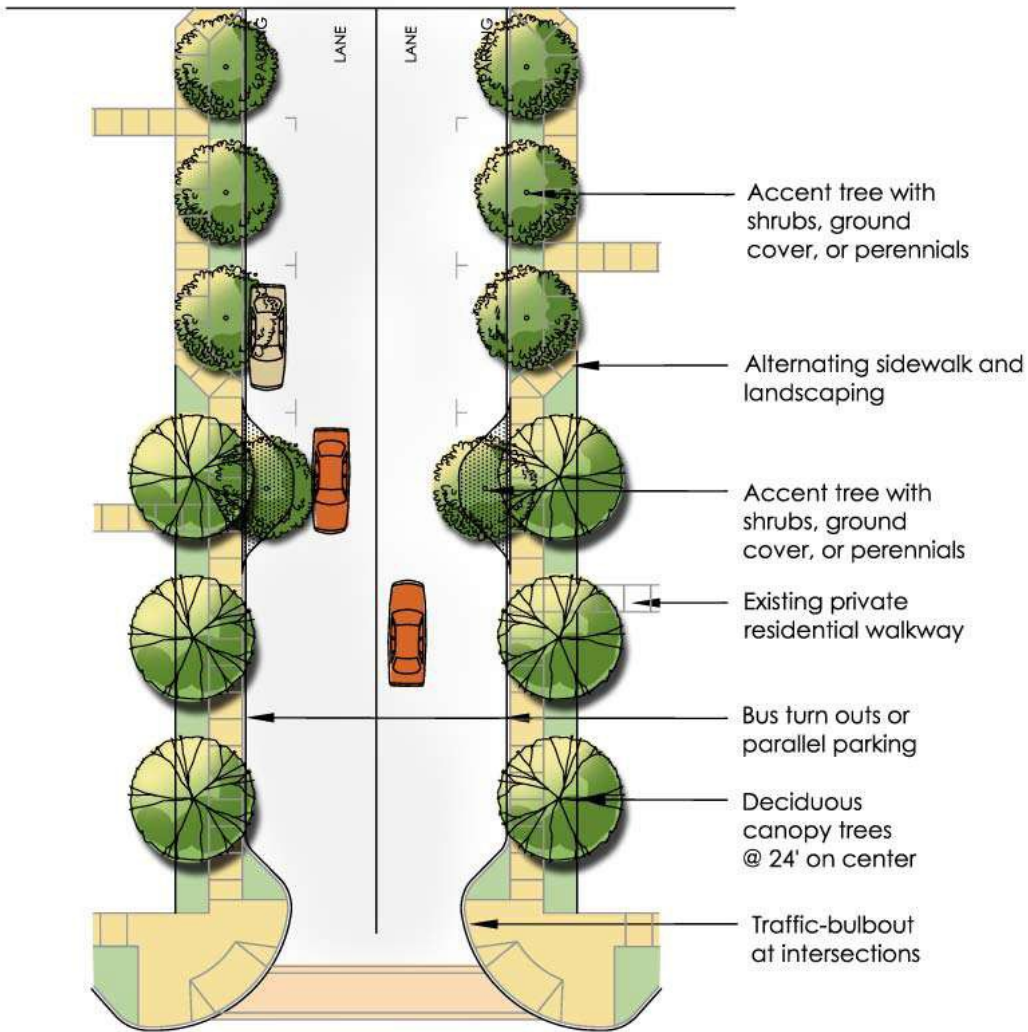 PARKING
LANE
LANE
PARKING
Accent tree with
shrubs, ground
cover, or perennials
Alternating sidewalk and
landscaping
Accent tree with
shrubs, ground
cover, or perennials
Existing private
residential walkway
Bus turn outs or
parallel parking
Deciduous
canopy trees
@ 24' on center
Traffic-bulbout
at intersections